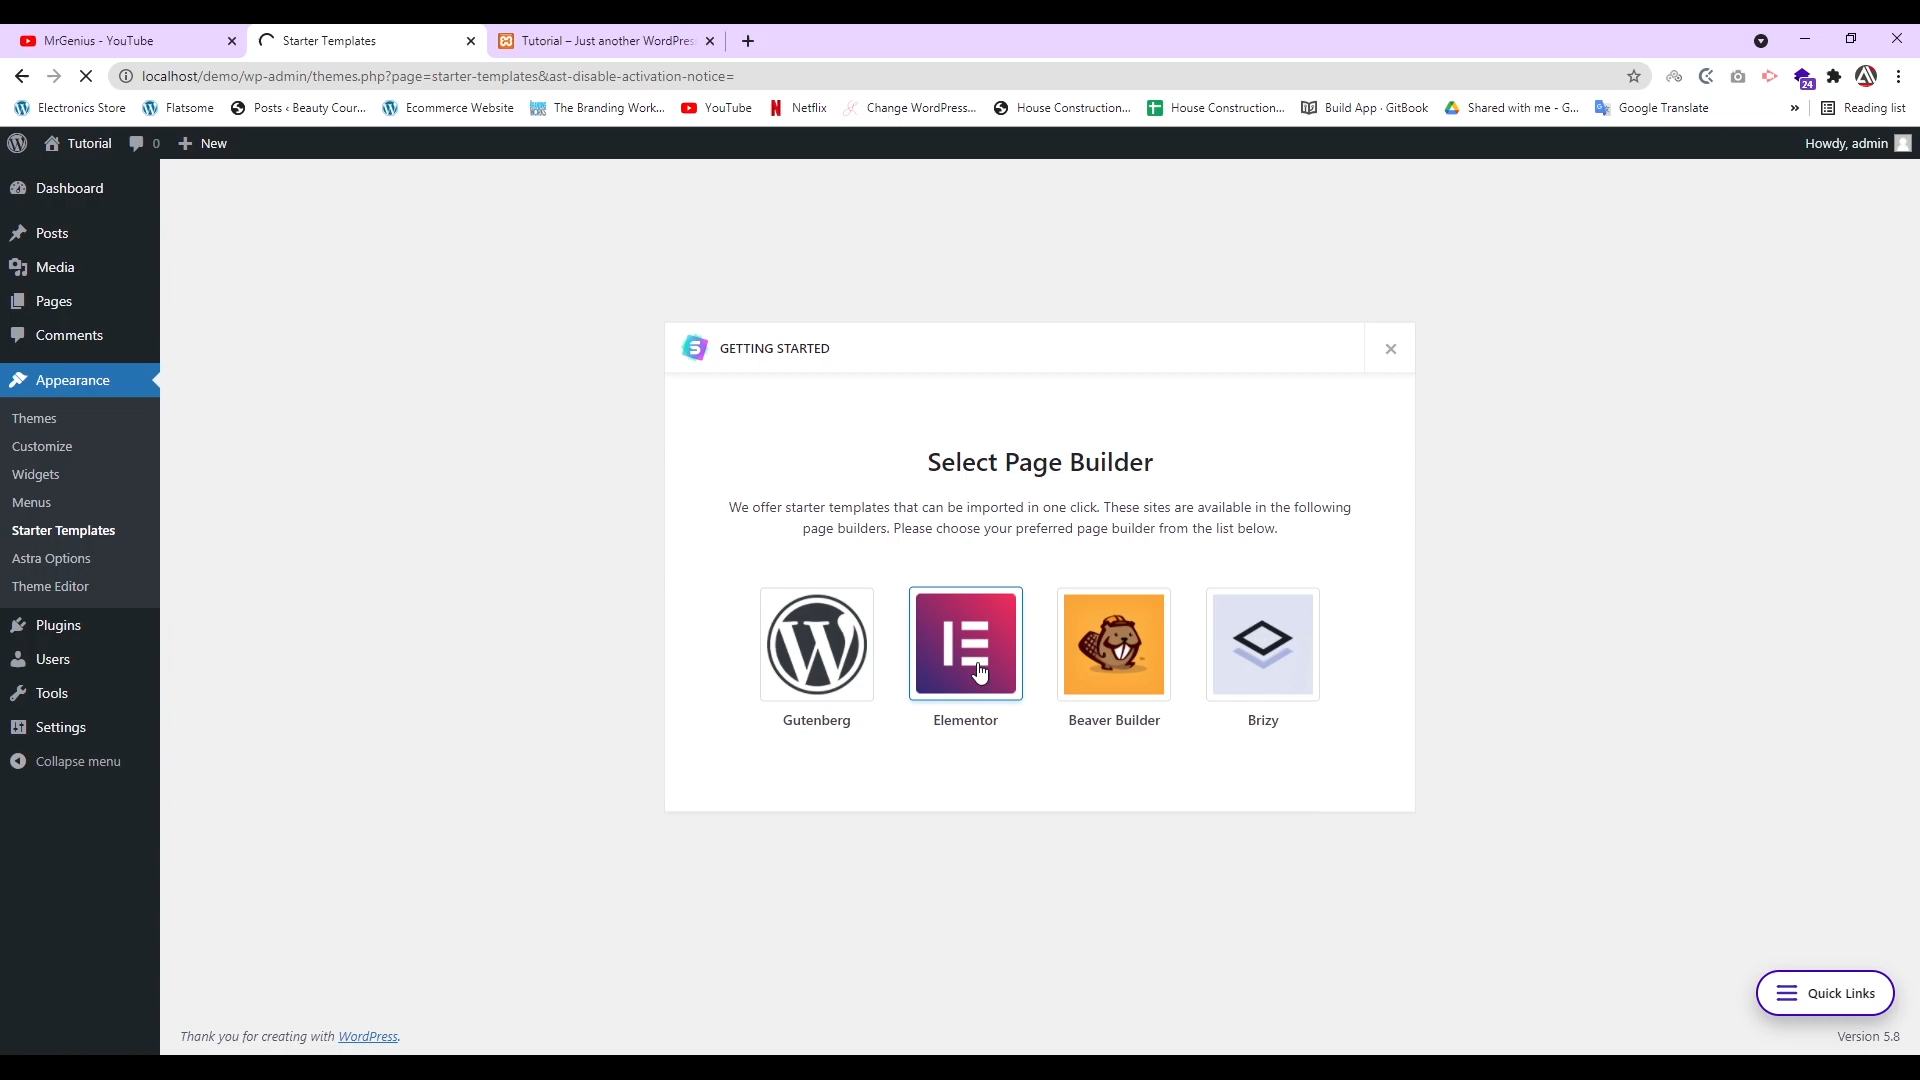 MrGenius - YouTube
Starter Templates
Tutorial – Just another WordPres
localhost/demo/wp-admin/themes.php?page=starter-templates&ast-disable-activation-notice=
24
Electronics Store
Flatsome
Posts ‹ Beauty Cour...
Ecommerce Website
The Branding Work...
YouTube
Netflix
Change WordPress...
House Construction...
House Construction...
Build App · GitBook
Shared with me - G...
Google Translate
»
Reading list
Tutorial
0
New
Howdy, admin
Dashboard
Posts
Media
Pages
Comments
Appearance
Themes
Customize
Widgets
Menus
Starter Templates
Astra Options
Theme Editor
Plugins
Users
Tools
Settings
Collapse menu
GETTING STARTED
Select Page Builder
We offer starter templates that can be imported in one click. These sites are available in the following
page builders. Please choose your preferred page builder from the list below.
Gutenberg
Elementor
Beaver Builder
Brizy
Quick Links
Thank you for creating with WordPress.
Version 5.8